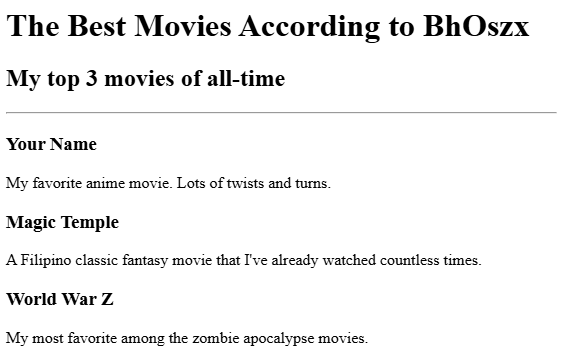 The Best Movies According to BhOszx
My top 3 movies of all-time
Your Name
My favorite anime movie. Lots of twists and turns.
Magic Temple
A Filipino classic fantasy movie that I've already watched countless times.
World War Z
My most favorite among the zombie apocalypse movies.